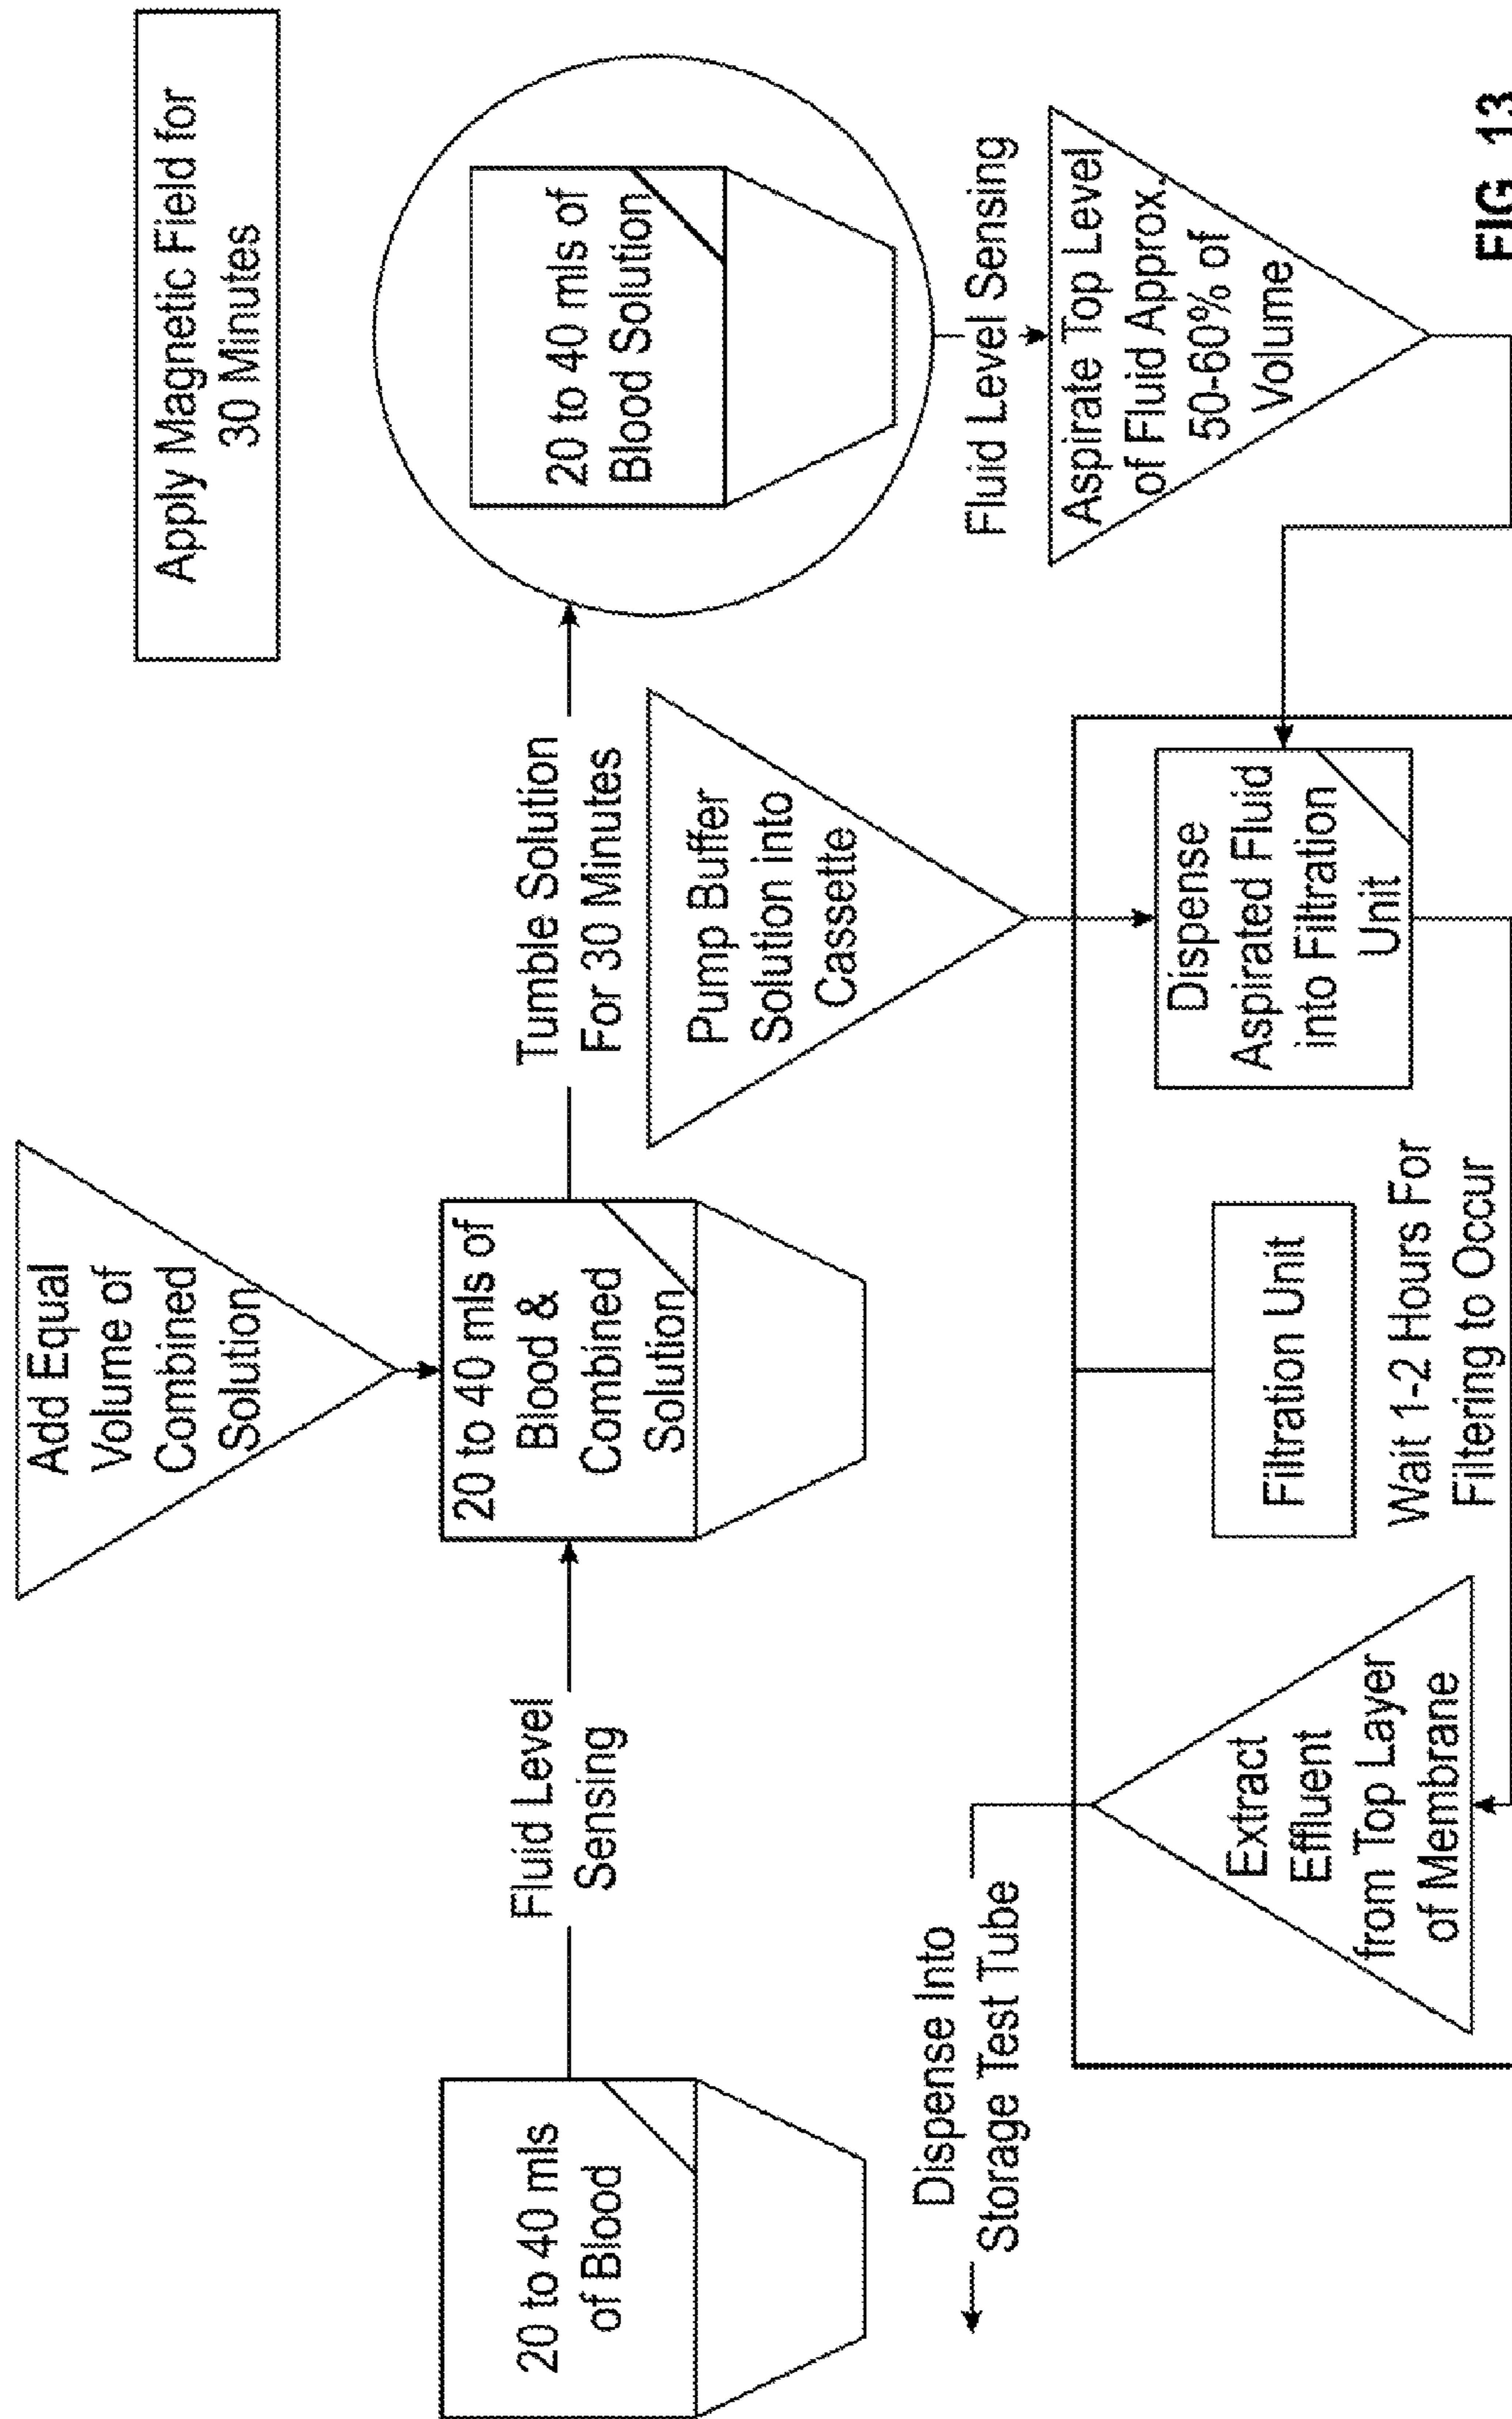 Apply Magnetic Field for
30 Minutes
Add Equal
Volume of
Combined
Solution
20 to 40 mls
of Blood
Fluid Level
Sensing
20 to 40 mls of
Blood &
Combined
Solution
Tumble Solution
For 30 Minutes
20 to 40 mls of
Blood Solution
Fluid Level Sensing
Aspirate Top Level
of Fluid Approx.
50-60% of
Volume
Pump Buffer
Solution into
Cassette
Dispense
Aspirated Fluid
into Filtration
Unit
Filtration Unit
Wait 1-2 Hours For
Filtering to Occur
Extract
Effluent
from Top Layer
of Membrane
Dispense Into
Storage Test Tube
FIG. 13